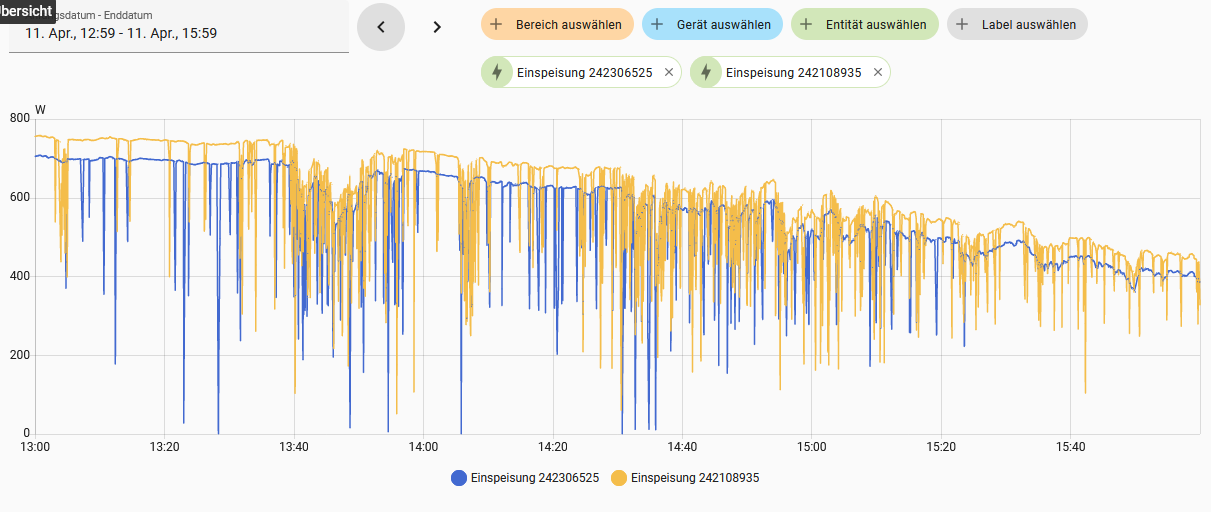 bersicht
gsdatum - Enddatum
11. Apr., 12:59 - 11. Apr., 15:59
Bereich auswählen
Gerät auswählen
Entität auswählen
Label auswählen
Einspeisung 242306525
Einspeisung 242108935
W
800
600
400
200
0
13:00
13:20
13:40
14:00
14:20
14:40
15:00
15:20
15:40
Einspeisung 242306525
Einspeisung 242108935